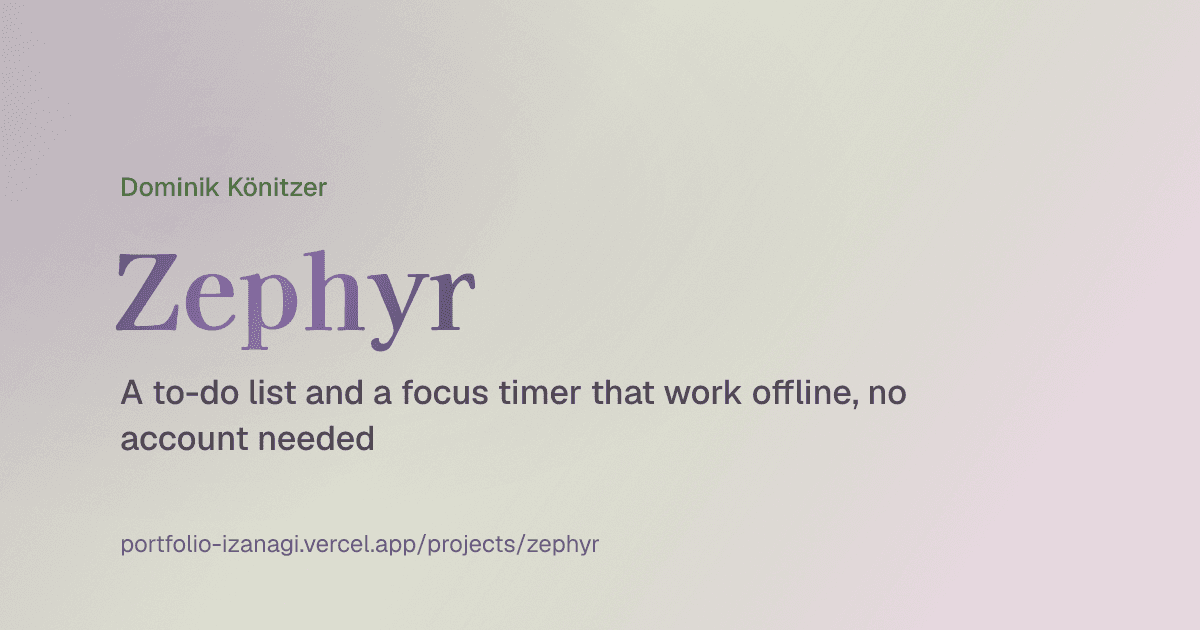 Dominik Könitzer
Zephyr
A to-do list and a focus timer that work offline, no
account needed
portfolio-izanagi.vercel.app/projects/zephyr